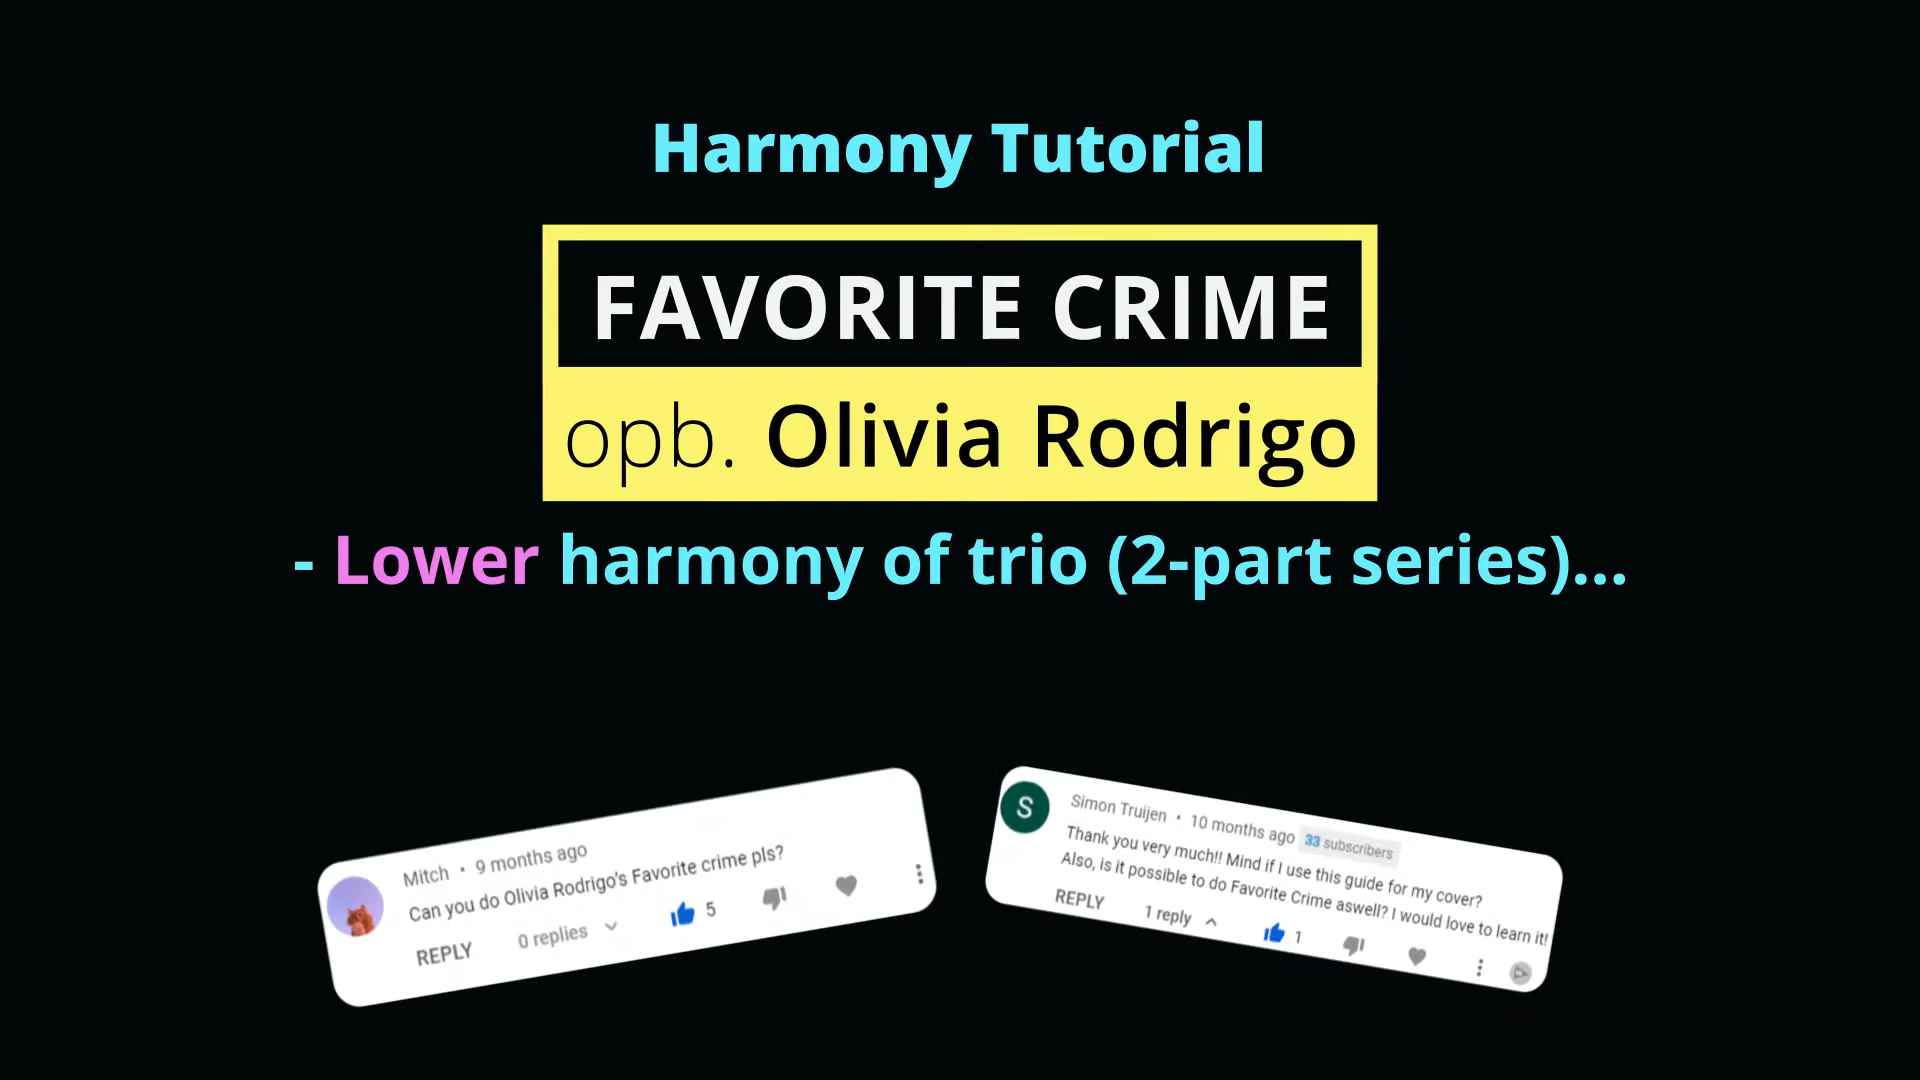 Harmony Tutorial
FAVORITE CRIME
opb. Olivia Rodrigo
- Lower harmony of trio (2-part series)...
Mitch • 9 months ago
Can you do Olivia Rodrigo's Favorite crime pls?
REPLY 0 replies 5
S
Simon Truijen • 10 months ago 33 subscribers
Thank you very much!! Mind if I use this guide for my cover?
Also, is it possible to do Favorite Crime aswell? I would love to learn it!
REPLY 1 reply 1